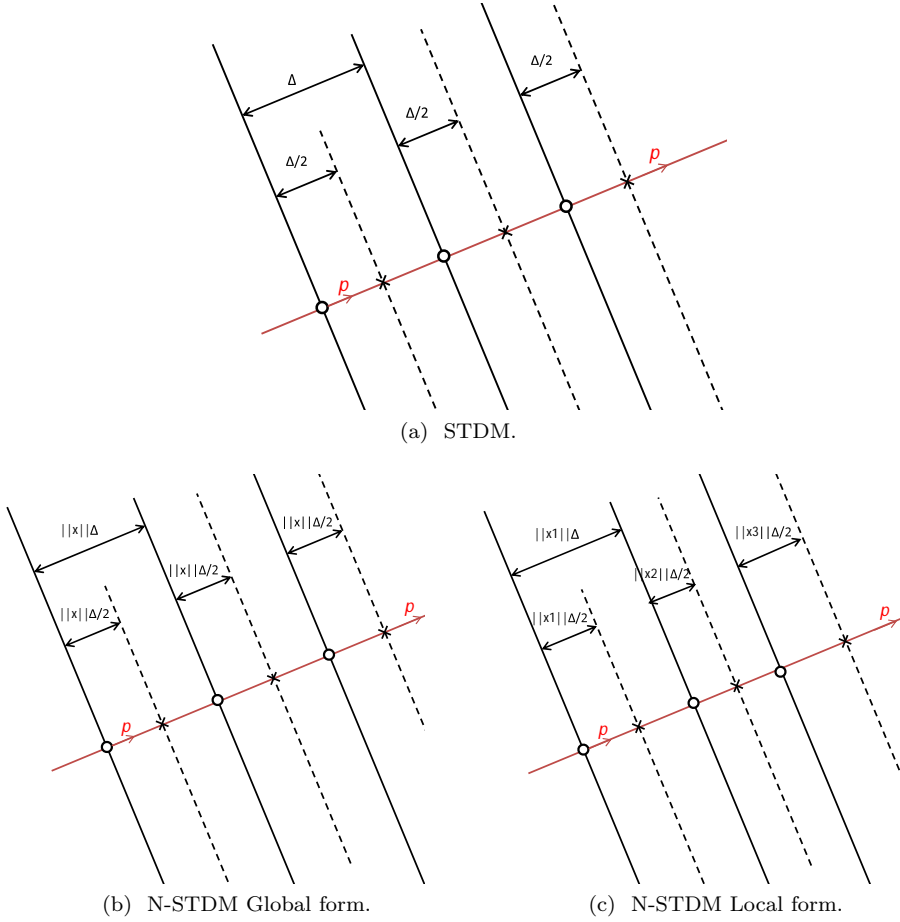 Δ
Δ/2
Δ/2
Δ/2
p
p
(a) STDM.
||x||Δ
||x||Δ/2
||x||Δ/2
||x||Δ/2
p
p
(b) N-STDM Global form.
||x1||Δ
||x3||Δ/2
||x2||Δ/2
||x1||Δ/2
p
p
(c) N-STDM Local form.